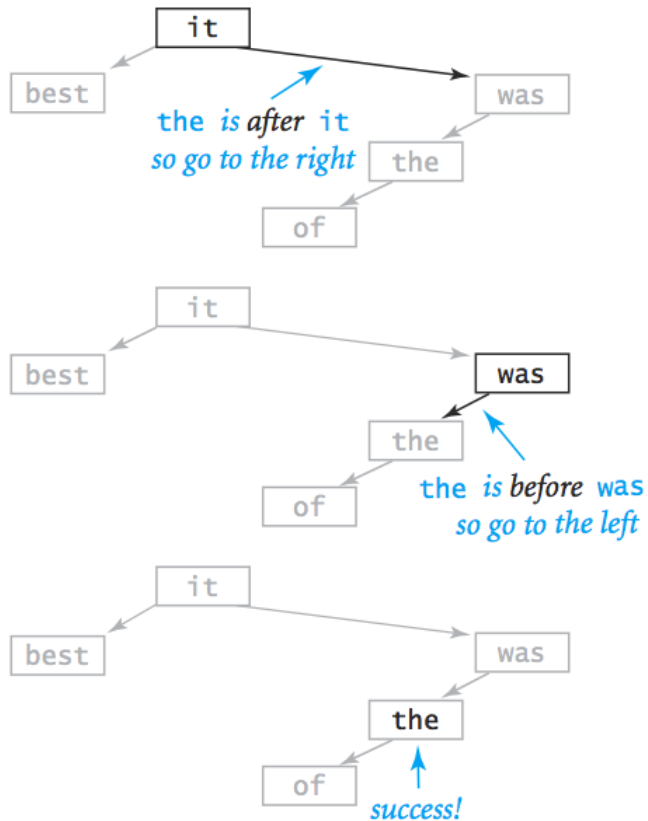 it
best
was
the is after it
so go to the right
the
of
it
best
was
the
the is before was
of
so go to the left
it
best
was
the
of
success!